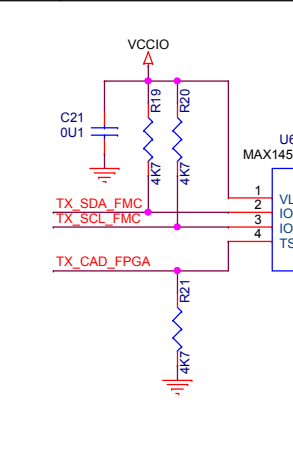 VCCIO
R19
R20
C21
0U1
U6
MAX145
4K7
4K7
1
VL
TX_SDA_FMC
2
IO
TX_SCL_FMC
3
IO
4
TS
TX_CAD_FPGA
R21
4K7